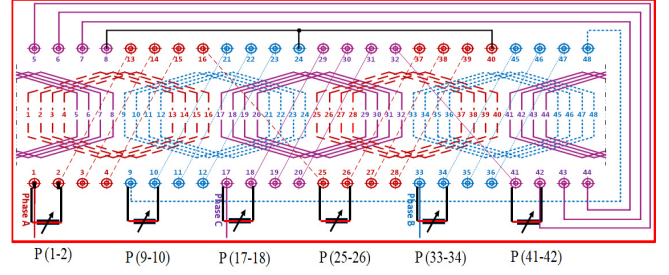 5 6 7 8 13 14 15 16 21 22 23 24 29 30 31 32 37 38 39 40 45 46 47 48
1 2 3 4 5 6 7 8 9 10 11 12 13 14 15 16 17 18 19 20 21 22 23 24 25 26 27 28 29 30 31 32 33 34 35 36 37 38 39 40 41 42 43 44 45 46 47 48
1 2 3 4 9 10 11 12 17 18 19 20 25 26 27 28 33 34 35 36 41 42 43 44
Phase A Phase C Phase B
P (1-2) P (9-10) P (17-18) P (25-26) P (33-34) P (41-42)